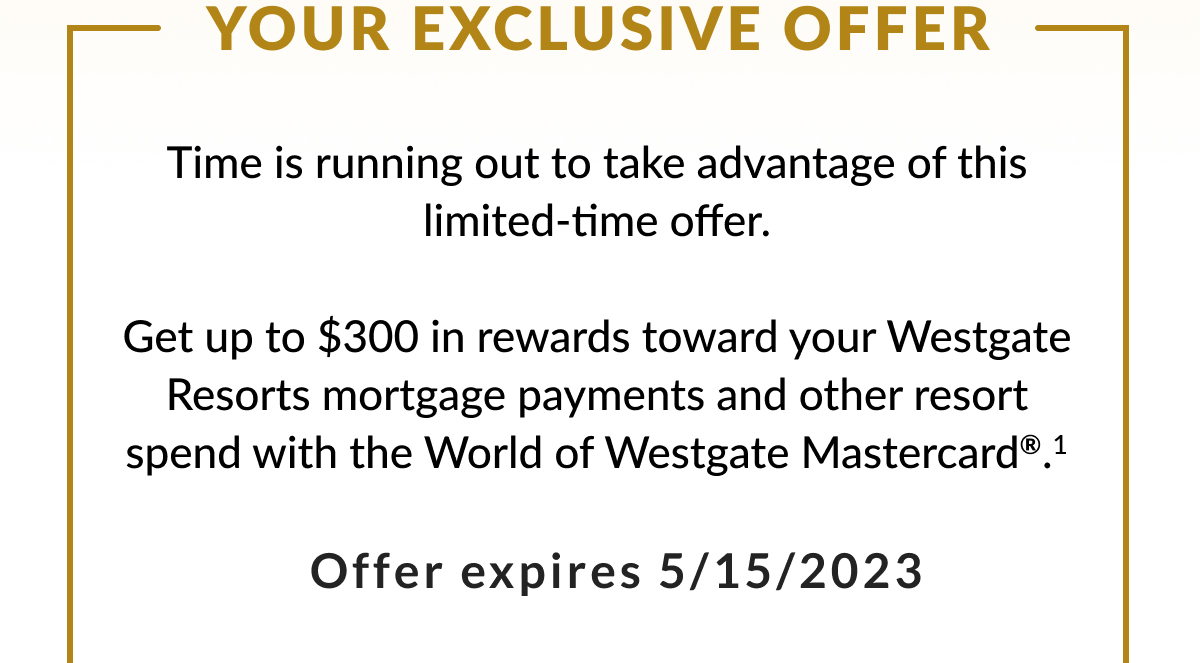 YOUR EXCLUSIVE OFFER
Time is running out to take advantage of this
limited-time offer.
Get up to $300 in rewards toward your Westgate
Resorts mortgage payments and other resort
spend with the World of Westgate Mastercard®.¹
Offer expires 5/15/2023